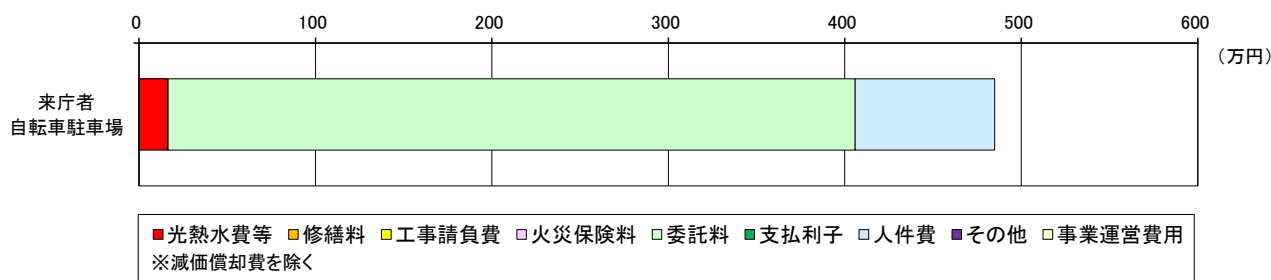 0 100 200 300 400 500 600
（万円）
来庁者
自転車駐車場
光熱水費等 修繕料 工事請負費 火災保険料 委託料 支払利子 人件費 その他 事業運営費用
※減価償却費を除く